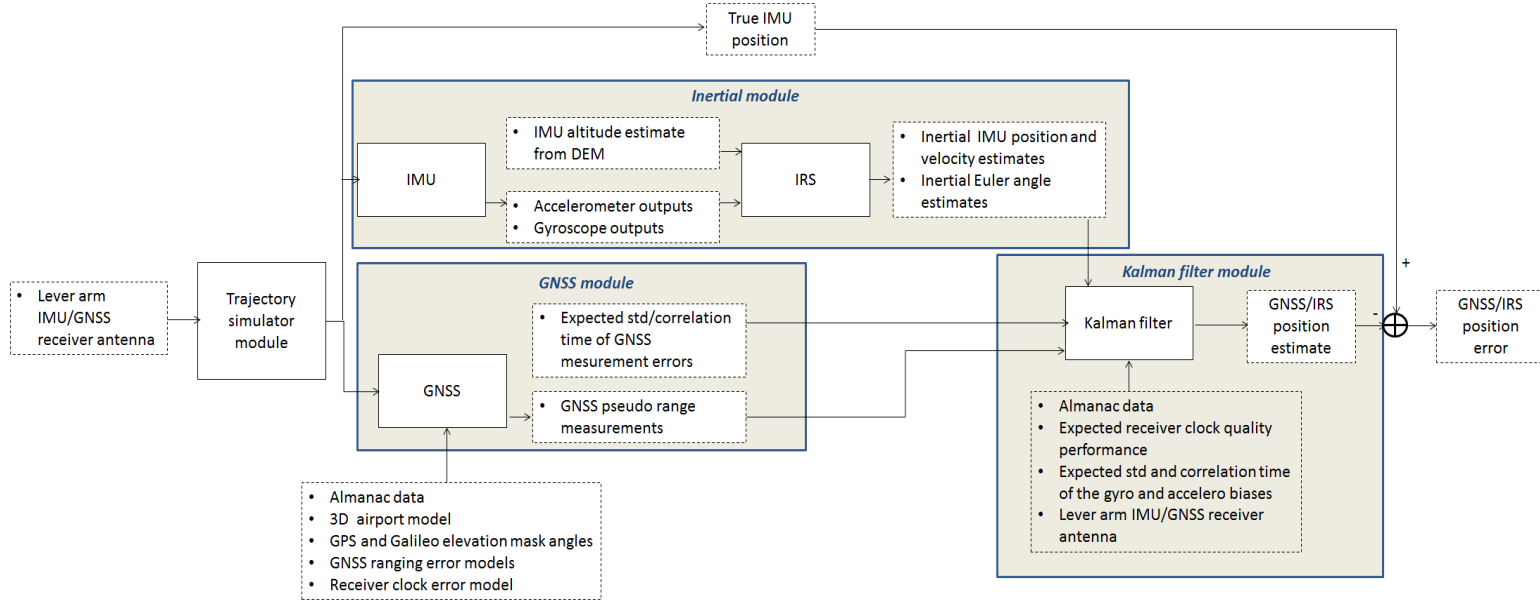 True IMU
position
Inertial module
• IMU altitude estimate
from DEM
• Inertial IMU position and
velocity estimates
• Inertial Euler angle
estimates
IMU
IRS
• Accelerometer outputs
• Gyroscope outputs
• Lever arm
IMU/GNSS
receiver antenna
Trajectory
simulator
module
GNSS module
• Expected std/correlation
time of GNSS
mesurement errors
GNSS
• GNSS pseudo range
measurements
• Almanac data
• 3D airport model
• GPS and Galileo elevation mask angles
• GNSS ranging error models
• Receiver clock error model
Kalman filter module
Kalman filter
GNSS/IRS
position
estimate
+
-
GNSS/IRS
position
error
• Almanac data
• Expected receiver clock quality
performance
• Expected std and correlation time
of the gyro and accelero biases
• Lever arm IMU/GNSS receiver
antenna